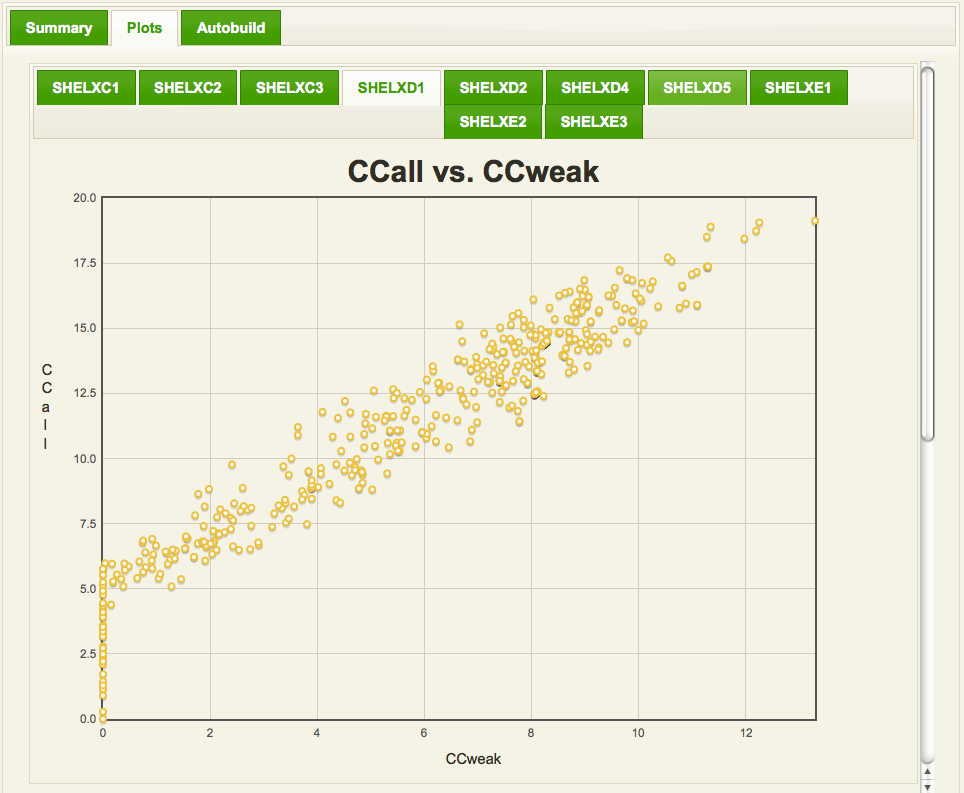 Summary Plots Autobuild
SHELXC1 SHELXC2 SHELXC3 SHELXD1 SHELXD2 SHELXD4 SHELXD5 SHELXE1
SHELXE2 SHELXE3
CCall vs. CCweak
20.0
17.5
15.0
12.5
10.0
7.5
5.0
2.5
0.0
C
C
a
l
l
0 2 4 6 8 10 12
CCweak